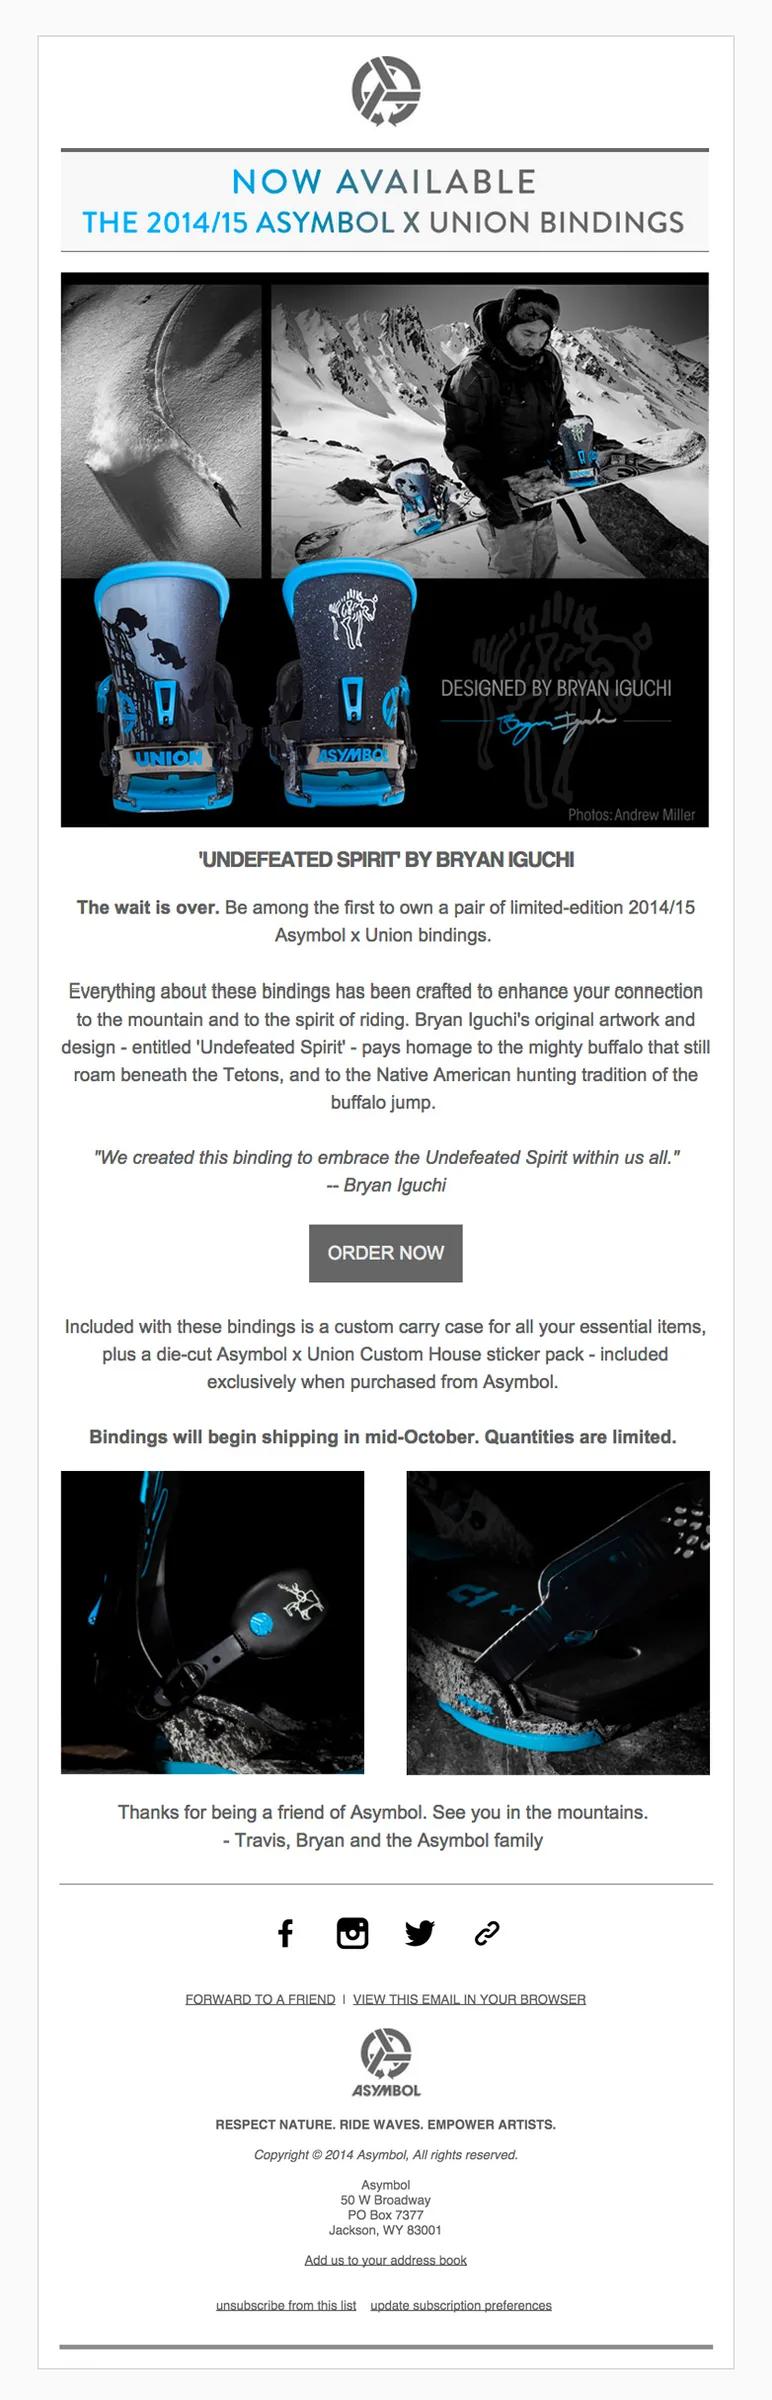 NOW AVAILABLE
THE 2014/15 ASYMBOL X UNION BINDINGS
UNION
ASYMBOL
DESIGNED BY BRYAN IGUCHI
Bryan Iguchi
Photos: Andrew Miller
'UNDEFEATED SPIRIT' BY BRYAN IGUCHI
The wait is over. Be among the first to own a pair of limited-edition 2014/15
Asymbol x Union bindings.
Everything about these bindings has been crafted to enhance your connection
to the mountain and to the spirit of riding. Bryan Iguchi's original artwork and
design - entitled 'Undefeated Spirit' - pays homage to the mighty buffalo that still
roam beneath the Tetons, and to the Native American hunting tradition of the
buffalo jump.
"We created this binding to embrace the Undefeated Spirit within us all."
-- Bryan Iguchi
ORDER NOW
Included with these bindings is a custom carry case for all your essential items,
plus a die-cut Asymbol x Union Custom House sticker pack - included
exclusively when purchased from Asymbol.
Bindings will begin shipping in mid-October. Quantities are limited.
Thanks for being a friend of Asymbol. See you in the mountains.
- Travis, Bryan and the Asymbol family
FORWARD TO A FRIEND | VIEW THIS EMAIL IN YOUR BROWSER
ASYMBOL
RESPECT NATURE. RIDE WAVES. EMPOWER ARTISTS.
Copyright © 2014 Asymbol, All rights reserved.
Asymbol
50 W Broadway
PO Box 7377
Jackson, WY 83001
Add us to your address book
unsubscribe from this list update subscription preferences